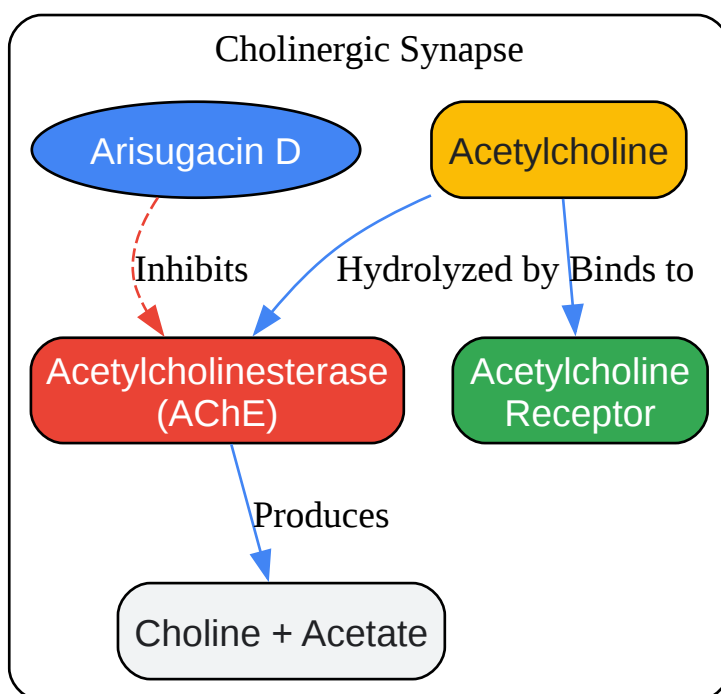 Cholinergic Synapse
Arisugacin D
Acetylcholine
Inhibits
Hydrolyzed by
Binds to
Acetylcholinesterase
(AChE)
Acetylcholine
Receptor
Produces
Choline + Acetate